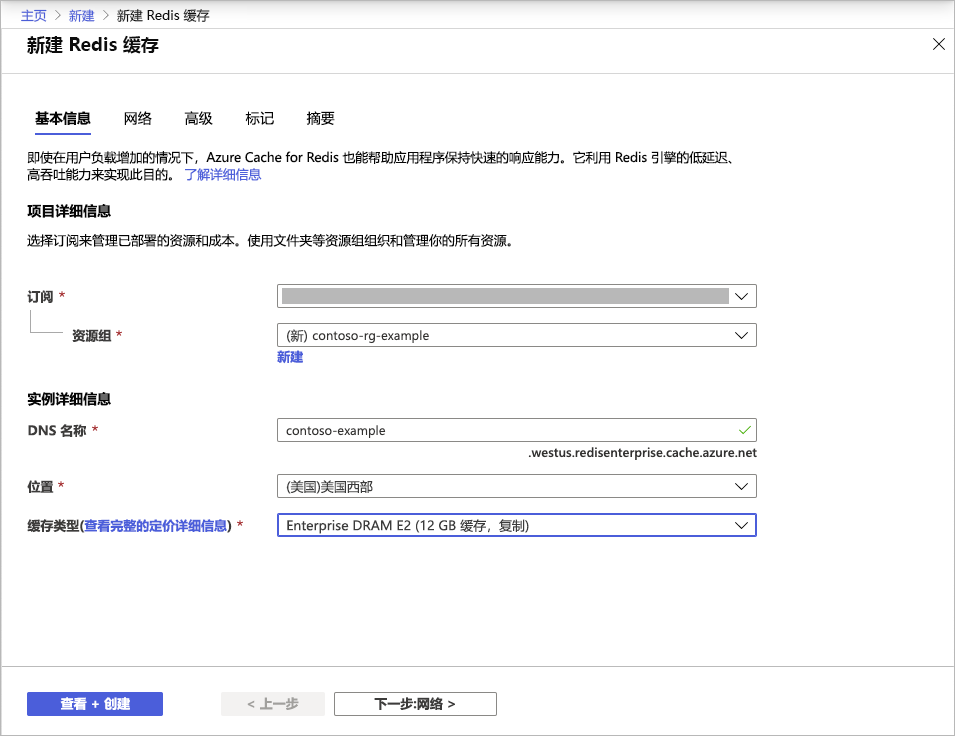 主页 > 新建 > 新建 Redis 缓存
新建 Redis 缓存
基本信息 网络 高级 标记 摘要
即使在用户负载增加的情况下，Azure Cache for Redis 也能帮助应用程序保持快速的响应能力。它利用 Redis 引擎的低延迟、
高吞吐能力来实现此目的。 了解详细信息
项目详细信息
选择订阅来管理已部署的资源和成本。使用文件夹等资源组组织和管理你的所有资源。
订阅 *
资源组 * (新) contoso-rg-example
新建
实例详细信息
DNS 名称 * contoso-example
.westus.redisenterprise.cache.azure.net
位置 * (美国)美国西部
缓存类型(查看完整的定价详细信息) * Enterprise DRAM E2 (12 GB 缓存，复制)
查看 + 创建 < 上一步 下一步:网络 >